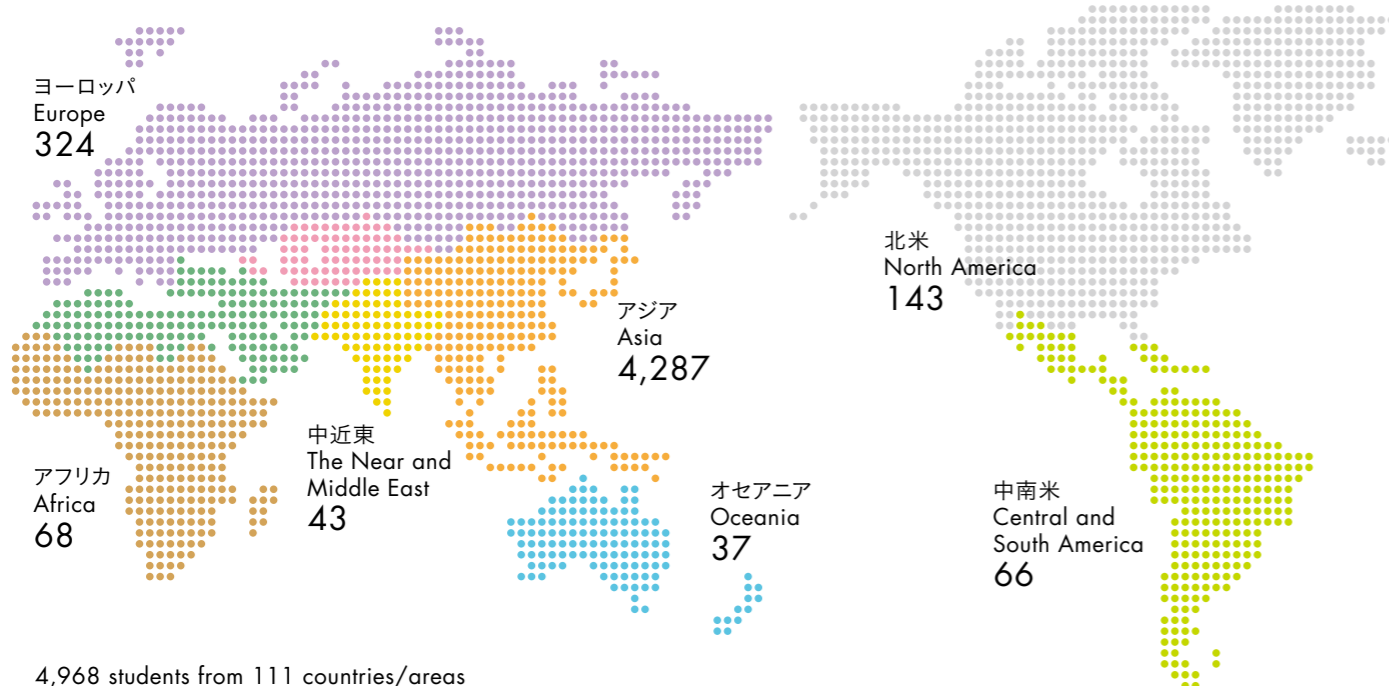 ヨーロッパ
Europe
324
北米
North America
143
アジア
Asia
4,287
中近東
The Near and
Middle East
43
アフリカ
Africa
68
オセアニア
Oceania
37
中南米
Central and
South America
66
4,968 students from 111 countries/areas